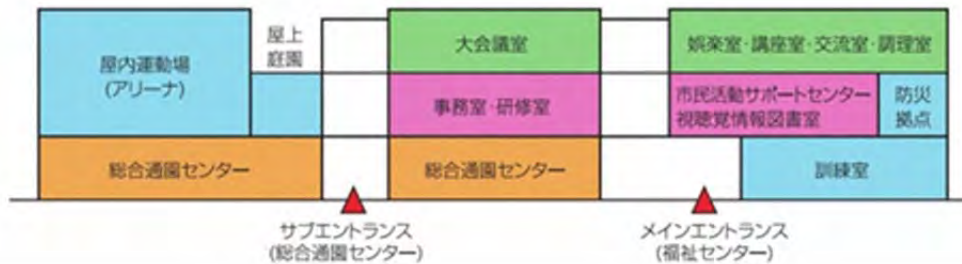 屋内運動場
(アリーナ)
屋上
庭園
大会議室
娯楽室・講座室・交流室・調理室
事務室・研修室
市民活動サポートセンター
視聴覚情報図書室
防災
拠点
総合通園センター
総合通園センター
訓練室
サブエントランス
(総合通園センター)
メインエントランス
(福祉センター)